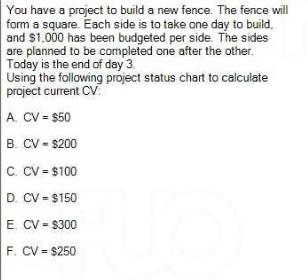 You have a project to build a new fence. The fence will
form a square. Each side is to take one day to build,
and $1,000 has been budgeted per side. The sides
are planned to be completed one after the other.
Today is the end of day 3.
Using the following project status chart to calculate
project current CV:
A. CV = $50
B. CV = $200
C. CV = $100
D. CV = $150
E. CV = $300
F. CV = $250